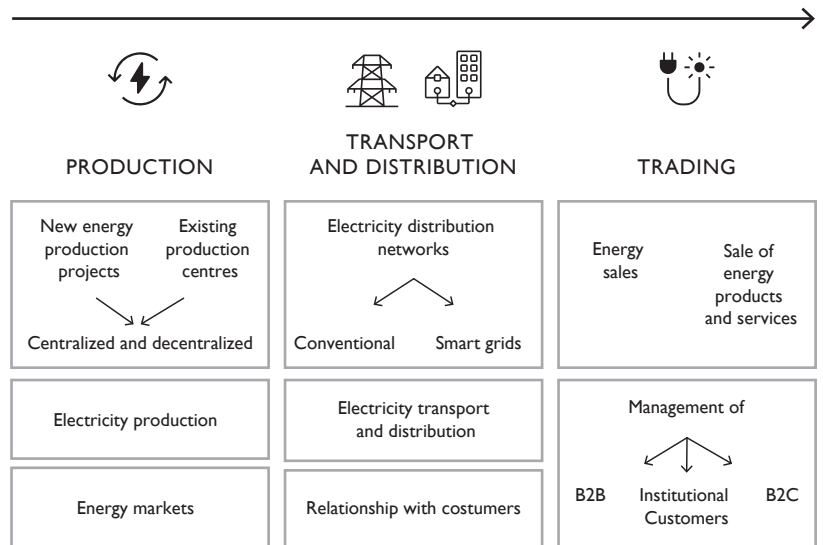 PRODUCTION
TRANSPORT
AND DISTRIBUTION
TRADING
New energy
production
projects
Existing
production
centres
Centralized and decentralized
Electricity production
Energy markets
Electricity distribution
networks
Conventional
Smart grids
Electricity transport
and distribution
Relationship with costumers
Energy
sales
Sale of
energy
products
and services
Management of
B2B
Institutional
Customers
B2C